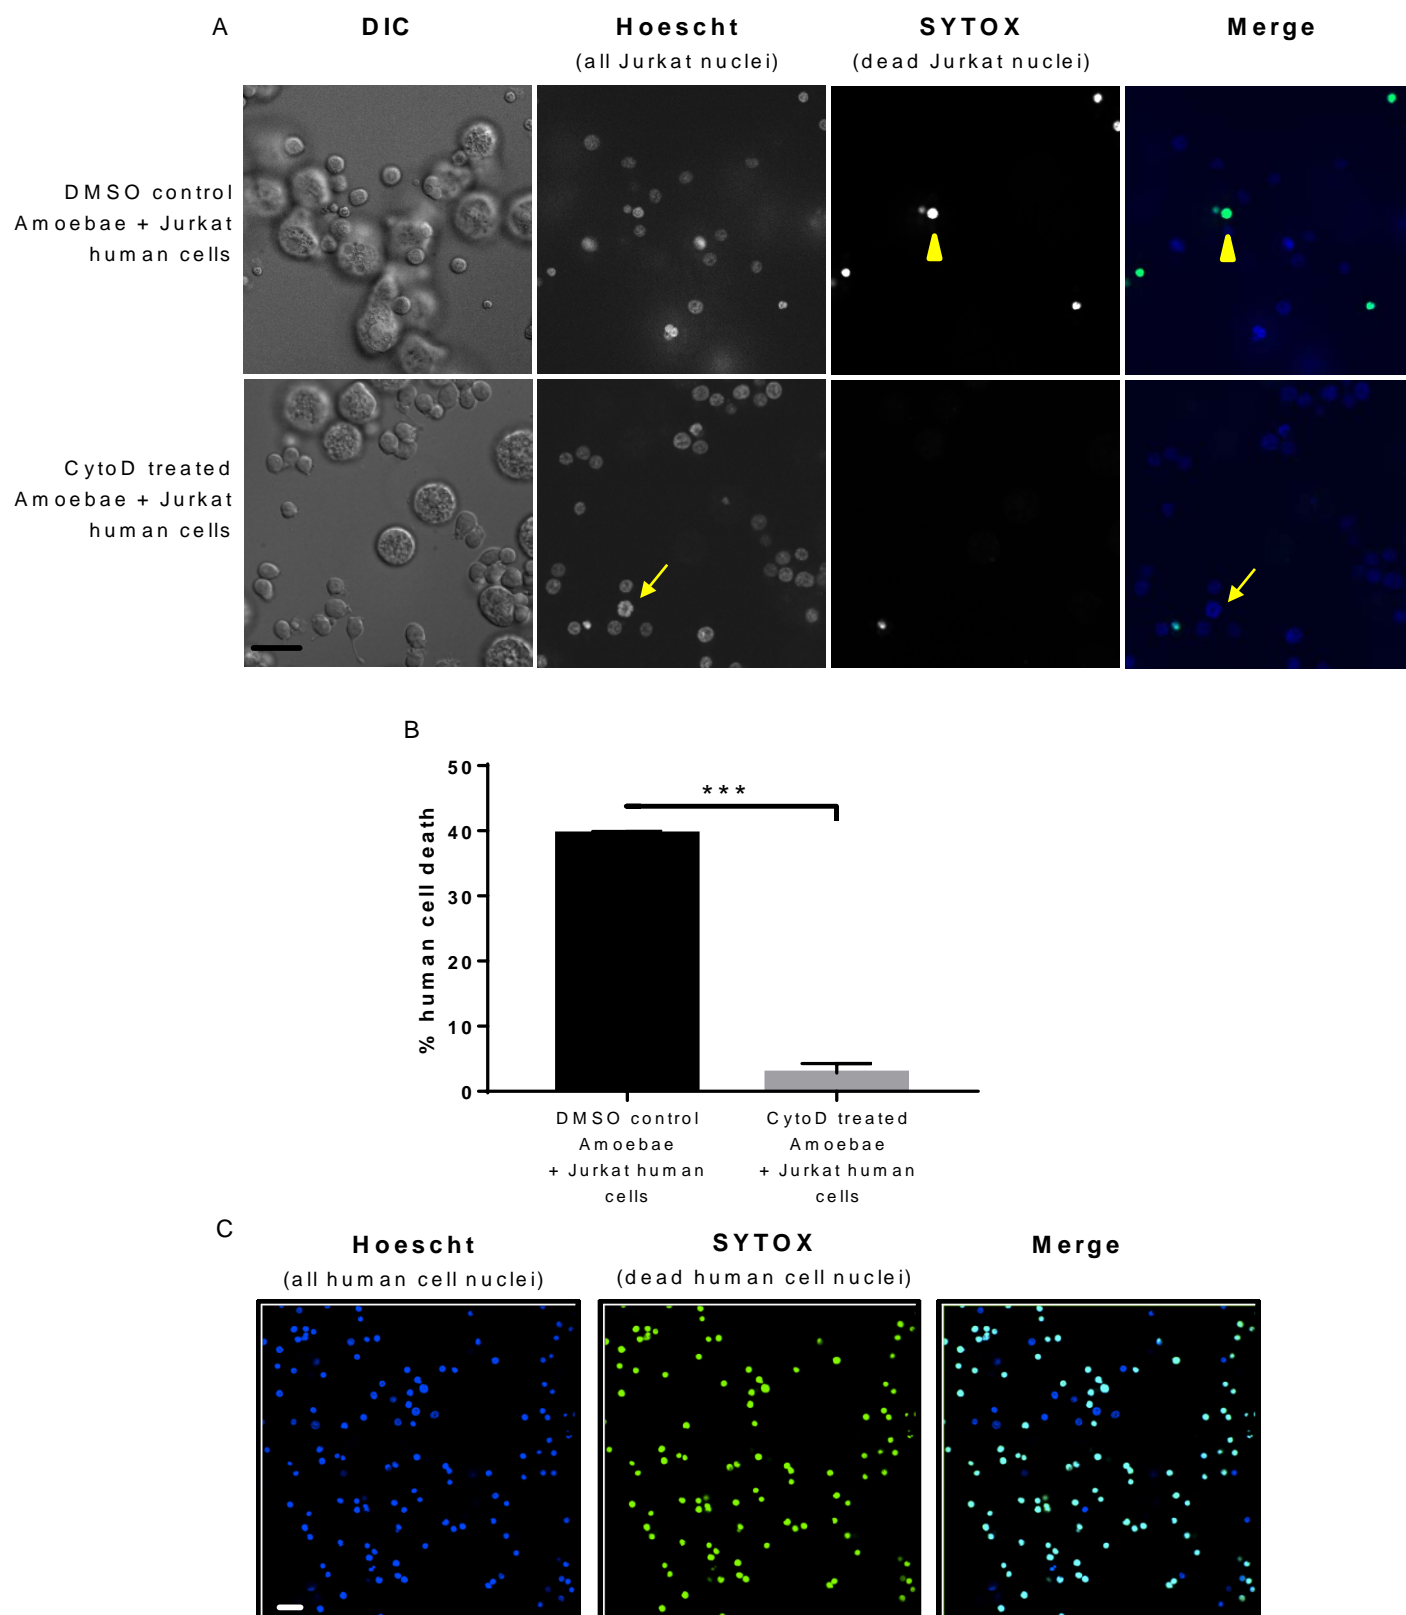 A
DIC
Hoescht
SYTOX
Merge
(all Jurkat nuclei)
(dead Jurkat nuclei)
DMSO control
Amoebae + Jurkat
human cells
CytoD treated
Amoebae + Jurkat
human cells
B
% human cell death
50
40
30
20
10
0
***
DMSO control
Amoebae
+ Jurkat human
cells
CytoD treated
Amoebae
+ Jurkat human
cells
C
Hoescht
(all human cell nuclei)
SYTOX
(dead human cell nuclei)
Merge